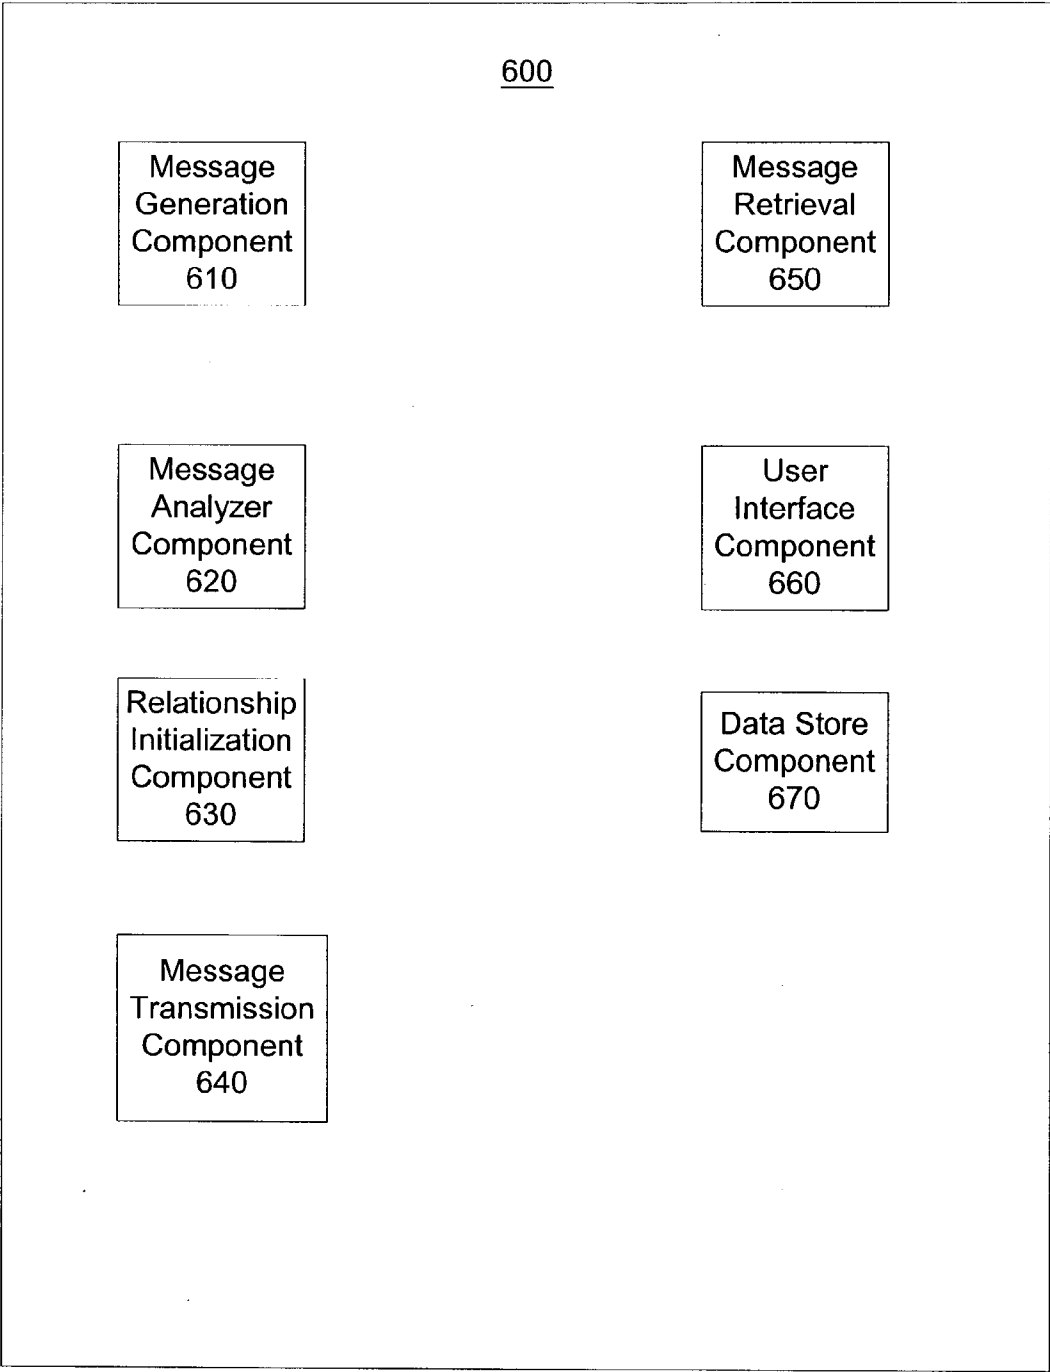 600
Message
Generation
Component
610
Message
Analyzer
Component
620
Relationship
Initialization
Component
630
Message
Transmission
Component
640
Message
Retrieval
Component
650
User
Interface
Component
660
Data Store
Component
670